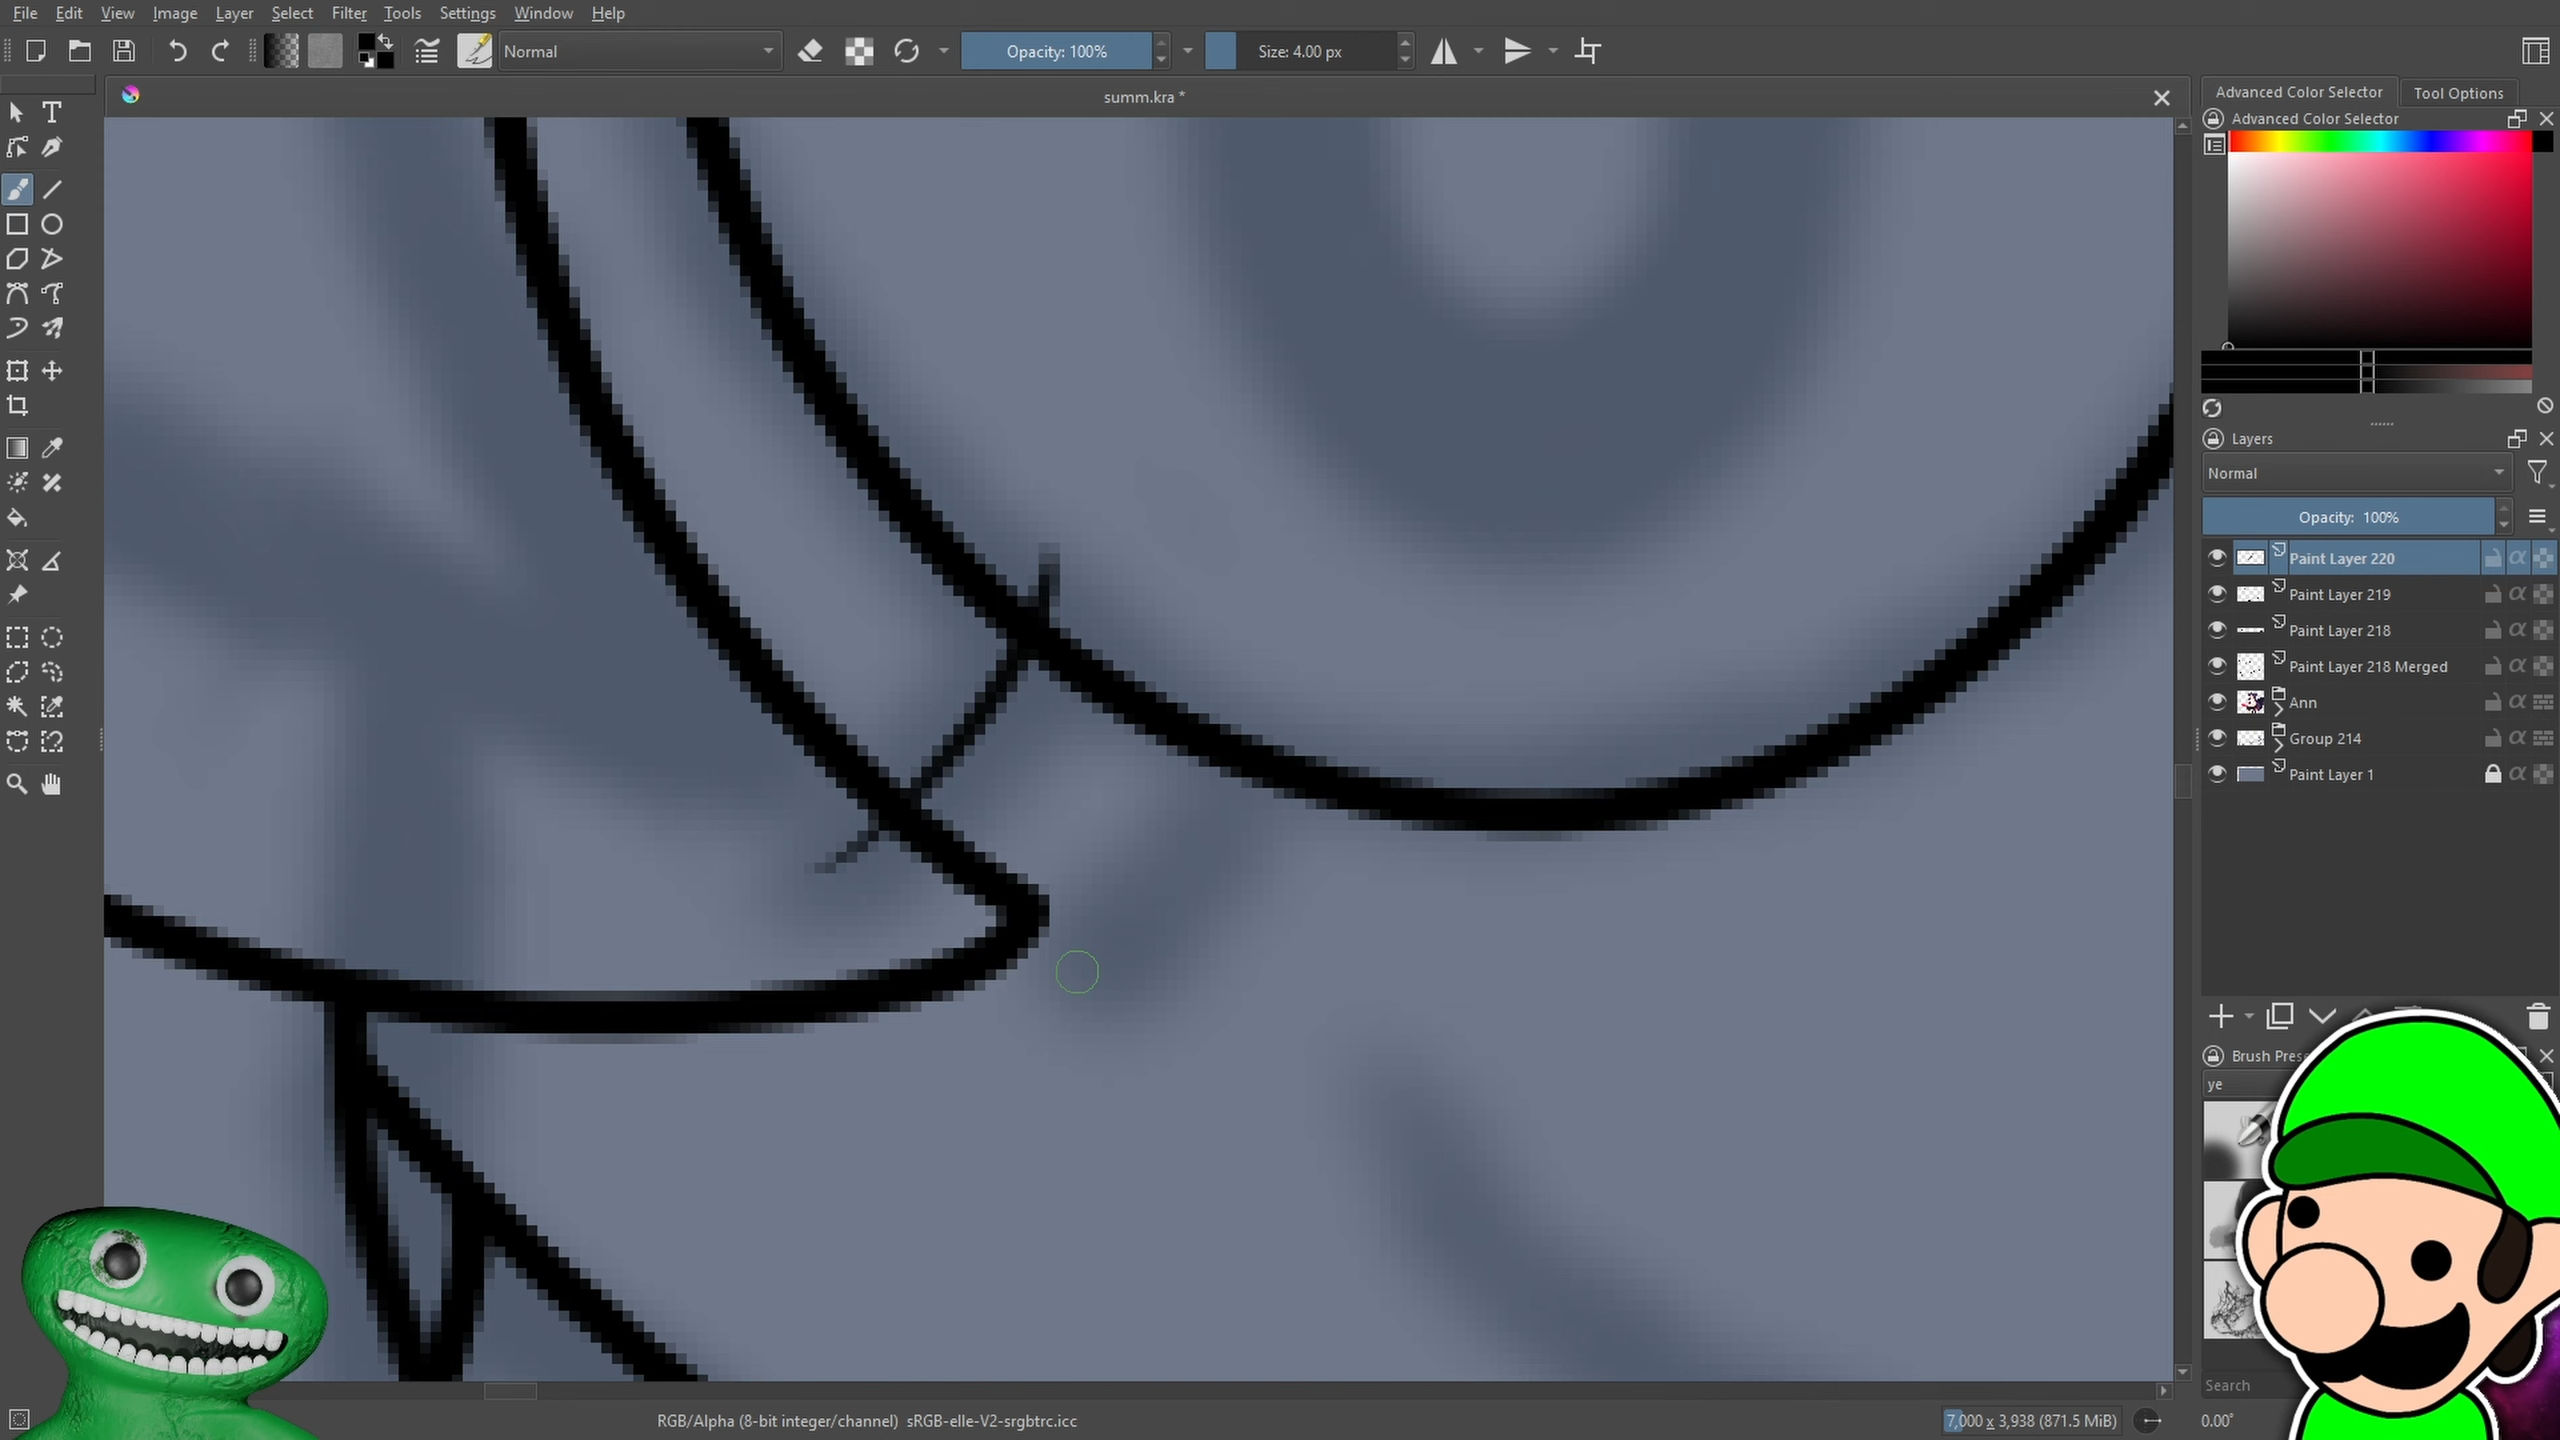 File Edit View Image Layer Select Filter Tools Settings Window Help
Normal
Opacity: 100%
Size: 4.00 px
summ.kra *
Advanced Color Selector
Tool Options
Advanced Color Selector
Layers
Normal
Opacity: 100%
Paint Layer 220
Paint Layer 219
Paint Layer 218
Paint Layer 218 Merged
Ann
Group 214
Paint Layer 1
Brush Pres
ye
Search
RGB/Alpha (8-bit integer/channel) sRGB-elle-V2-srgbtrc.icc
7,000 x 3,938 (871.5 MiB)
0.00°